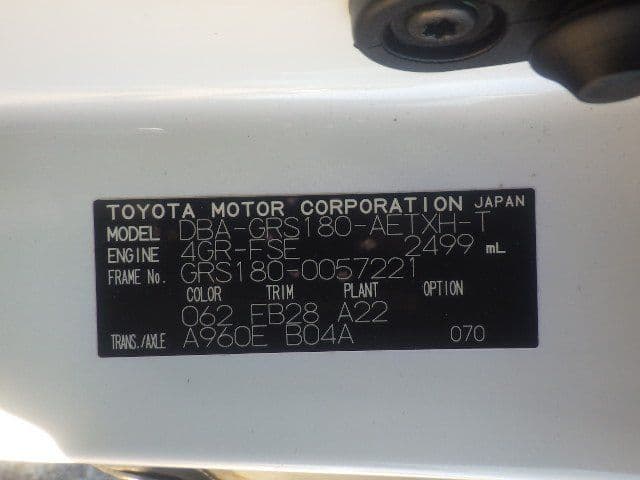 TOYOTA MOTOR CORPORATION JAPAN
MODEL DBA-GRS180-AETXH-T
ENGINE 4GR-FSE 2499 mL
FRAME No. GRS180-0057221
COLOR TRIM PLANT OPTION
062 FB28 A22
TRANS./AXLE A960E B04A 070